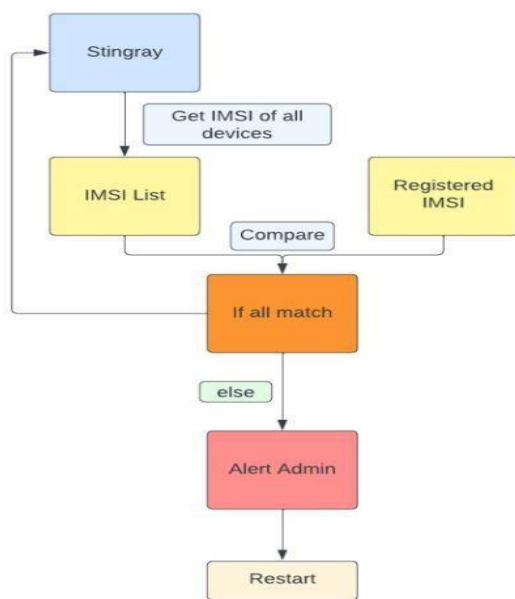 Stingray
Get IMSI of all
devices
IMSI List
Registered
IMSI
Compare
If all match
else
Alert Admin
Restart